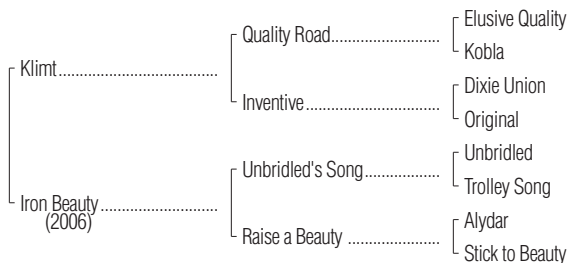 Elusive Quality
Quality Road
Kobla
Klimt
Dixie Union
Inventive
Original
Unbridled
Unbridled's Song
Trolley Song
Iron Beauty
(2006)
Alydar
Raise a Beauty
Stick to Beauty